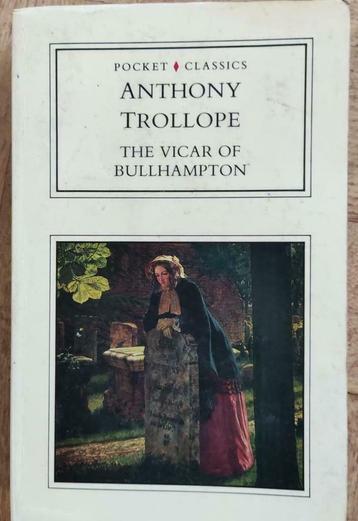 POCKET ♦ CLASSICS
ANTHONY
TROLLOPE
THE VICAR OF
BULLHAMPTON